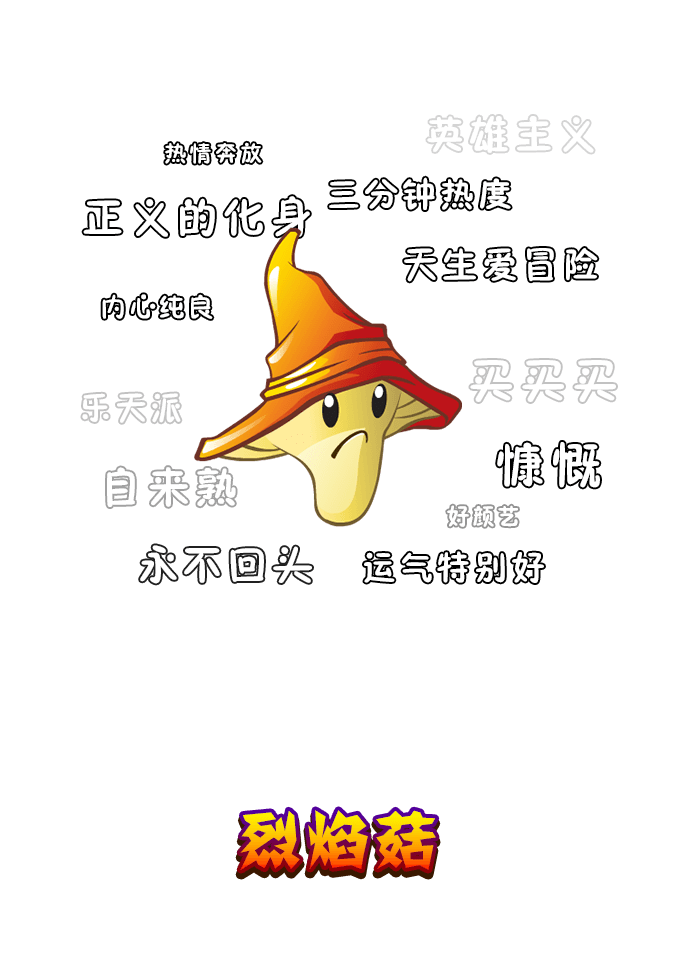 英雄主义
热情奔放
三分钟热度
正义的化身
天生爱冒险
内心纯良
买买买
乐天派
慷慨
自来熟
好颜艺
永不回头
运气特别好
烈焰菇